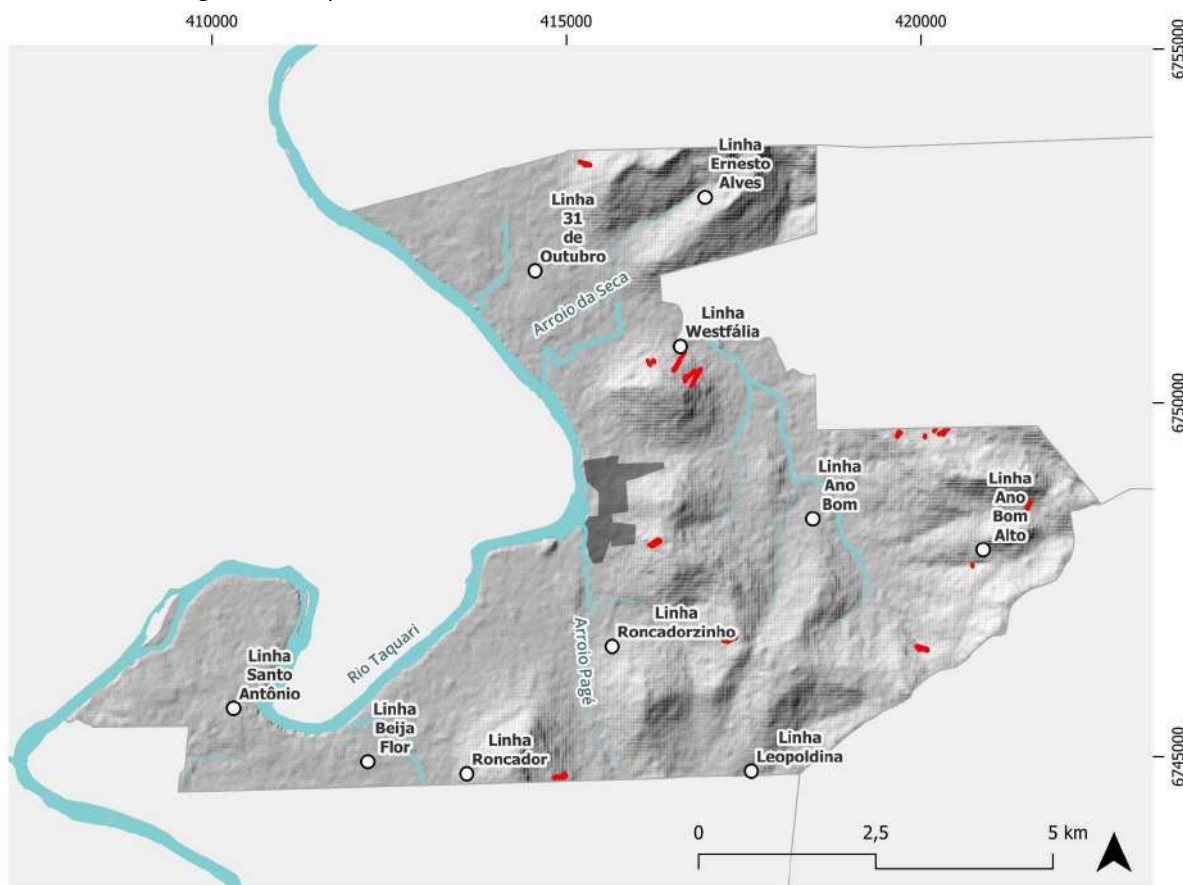 410000
415000
420000
6755000
Linha
Ernesto
Alves
Linha
31
de
Outubro
Arroio da Seca
Linha
Westfália
6750000
Linha
Ano
Bom
Linha
Ano
Bom
Alto
Linha
Roncadorzinho
Arroio Pagé
Rio Taquari
Linha
Santo
Antônio
Linha
Beija
Flor
Linha
Roncador
Linha
Leopoldina
6745000
0
2,5
5 km